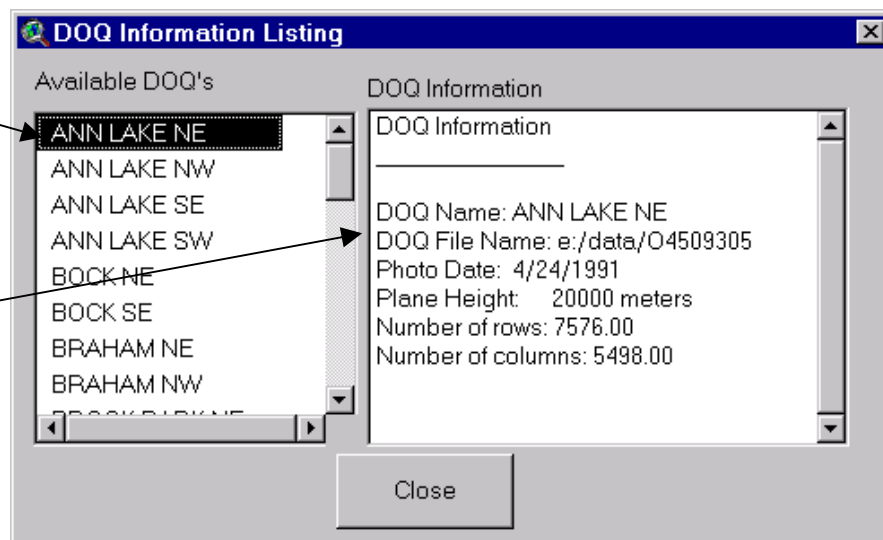 DOQ Information Listing
Available DOQ's
ANN LAKE NE
ANN LAKE NW
ANN LAKE SE
ANN LAKE SW
BOCK NE
BOCK SE
BRAHAM NE
BRAHAM NW
DOQ Information
DOQ Information
DOQ Name: ANN LAKE NE
DOQ File Name: e:/data/O4509305
Photo Date: 4/24/1991
Plane Height: 20000 meters
Number of rows: 7576.00
Number of columns: 5498.00
Close